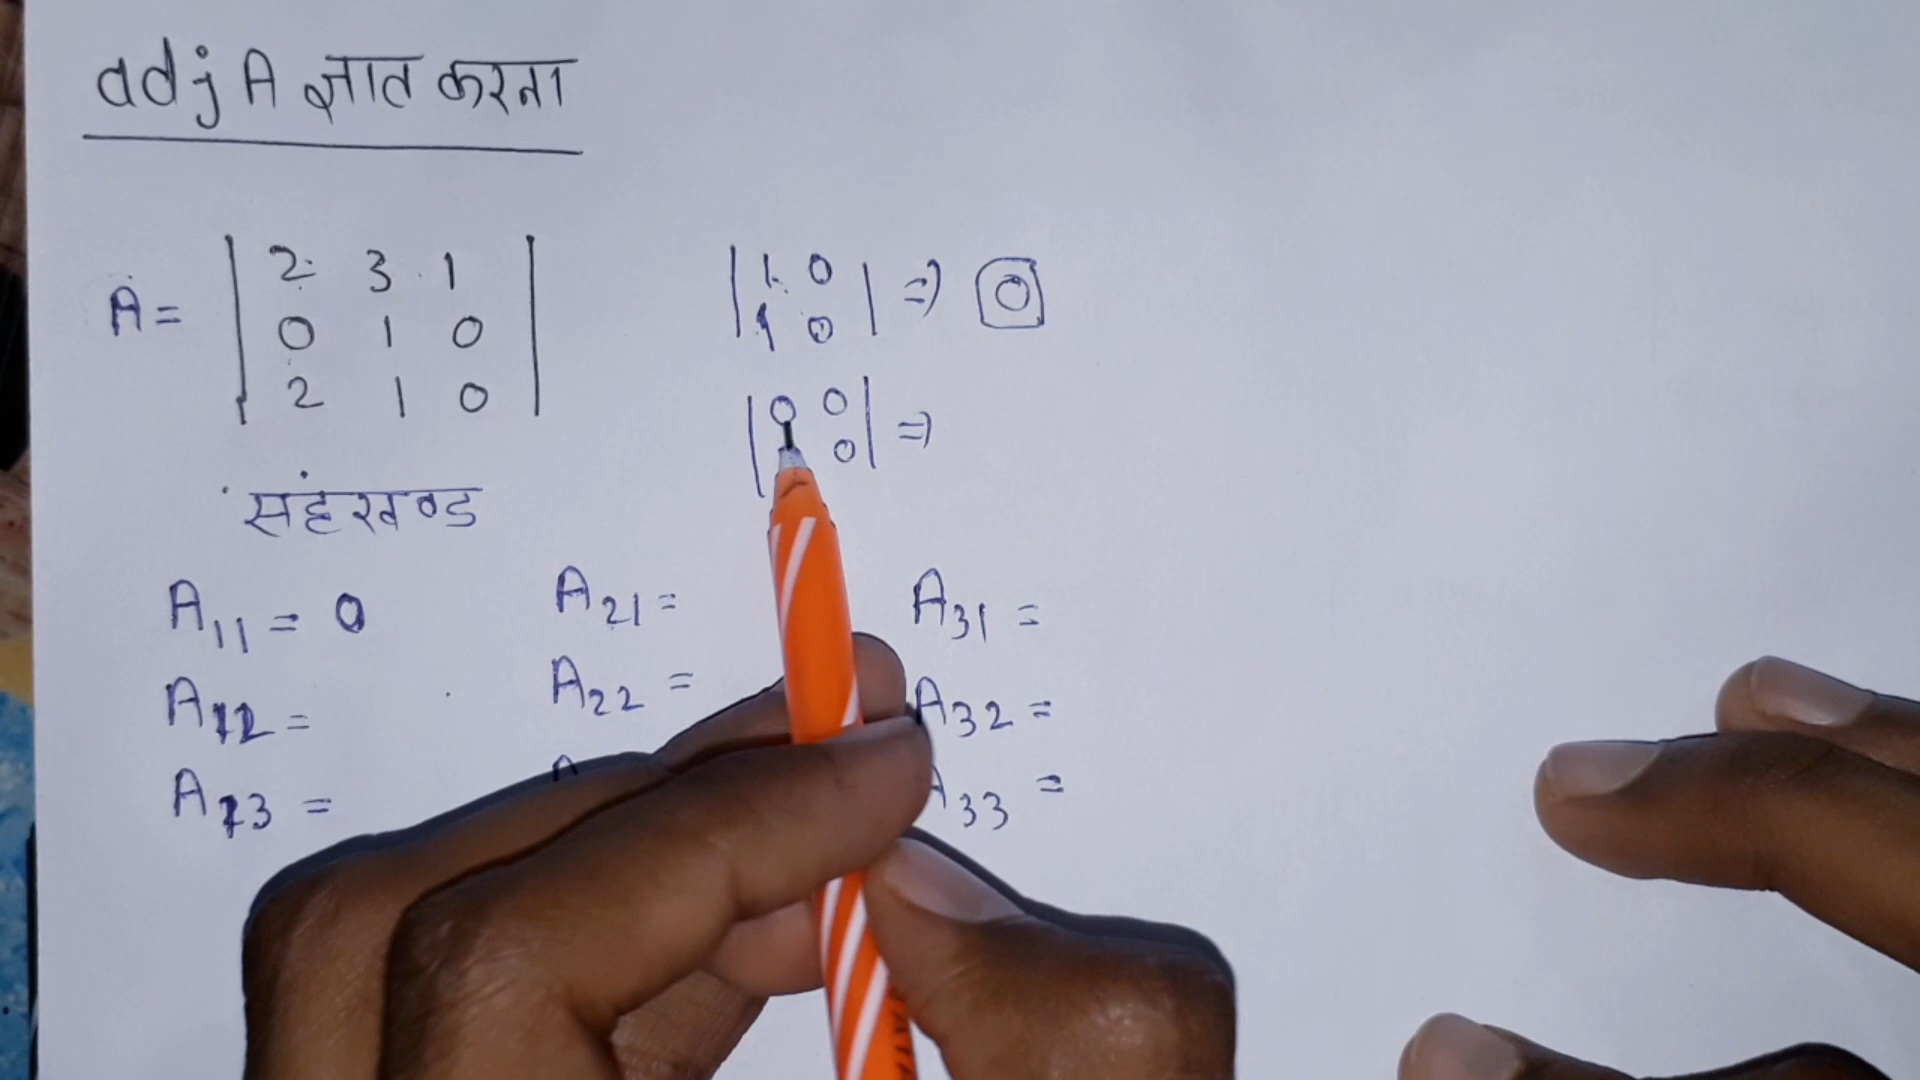 adj A ज्ञात करना
A = | 2 3 1 |
0 1 0
2 1 0
| 1 0 | => 0
1 0
| 0 0 | =>
0
संहखण्ड
A11 = 0
A12 =
A13 =
A21 =
A22 =
A31 =
A32 =
A33 =